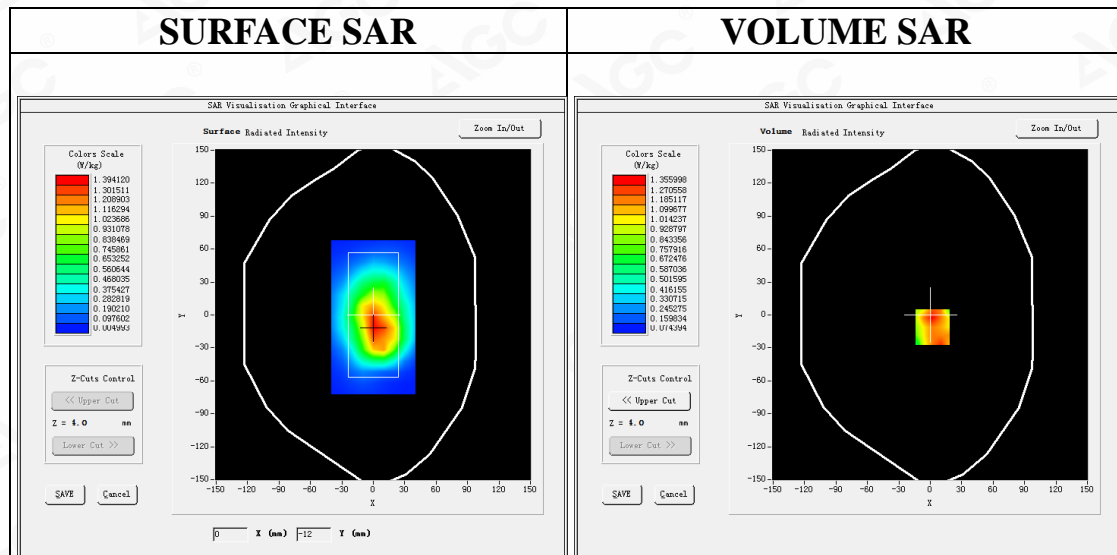 SURFACE SAR
VOLUME SAR
SAR Visualisation Graphical Interface
Surface Radiated Intensity
Zoom In/Out
Colors Scale
(W/kg)
1.394120
1.301511
1.208903
1.116294
1.023686
0.931078
0.838469
0.745861
0.653252
0.560644
0.468035
0.375427
0.282819
0.190210
0.097602
0.004993
150
120
90
60
30
0
-30
-60
-90
-120
-150
Y
-150 -120 -90 -60 -30 0 30 60 90 120 150
X
Z-Cuts Control
<< Upper Cut
Z = 4.0 mm
Lower Cut >>
SAVE Cancel
0 X (mm) -12 Y (mm)
SAR Visualisation Graphical Interface
Volume Radiated Intensity
Zoom In/Out
Colors Scale
(W/kg)
1.355998
1.270558
1.185117
1.099677
1.014237
0.928797
0.843356
0.757916
0.672476
0.587036
0.501595
0.416155
0.330715
0.245275
0.159834
0.074394
150
120
90
60
30
0
-30
-60
-90
-120
-150
Y
-150 -120 -90 -60 -30 0 30 60 90 120 150
X
Z-Cuts Control
<< Upper Cut
Z = 4.0 mm
Lower Cut >>
SAVE Cancel
AGC